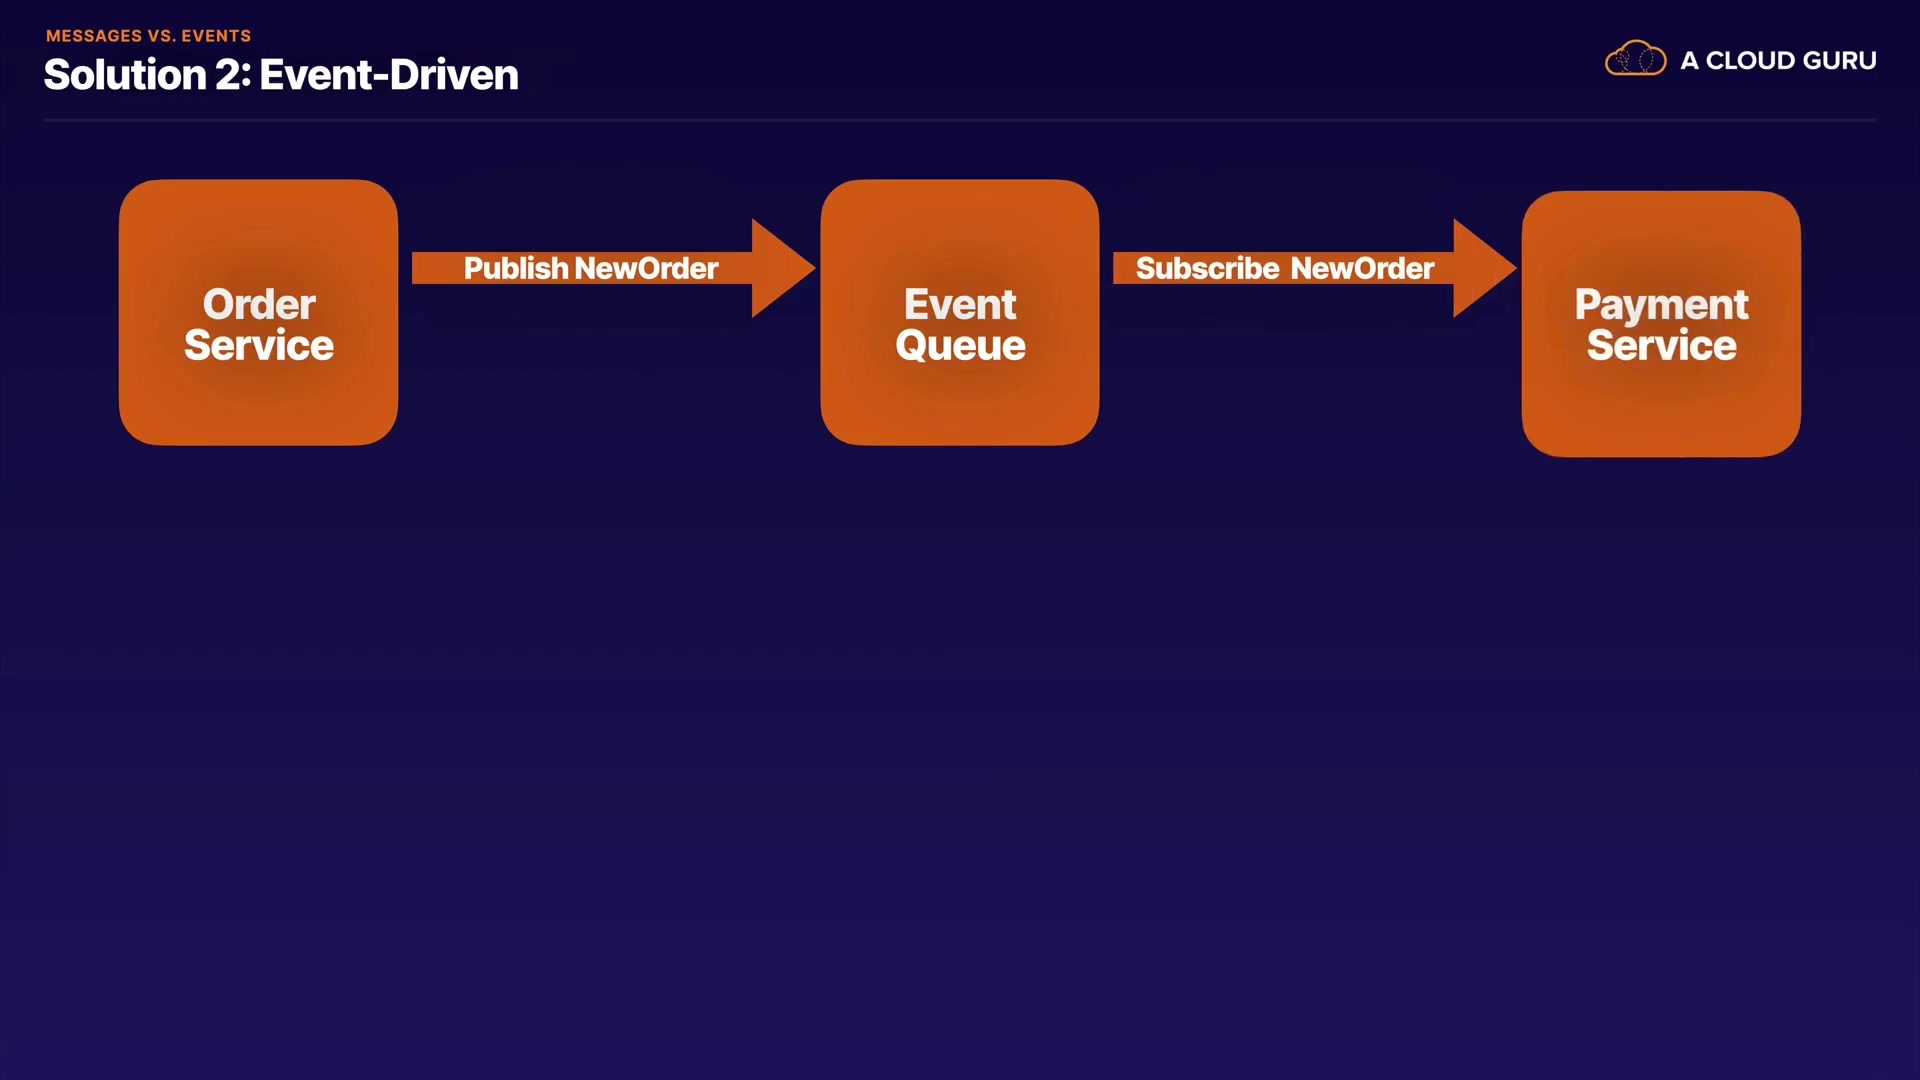 MESSAGES VS. EVENTS
Solution 2: Event-Driven
A CLOUD GURU
Order
Service
Publish NewOrder
Event
Queue
Subscribe NewOrder
Payment
Service